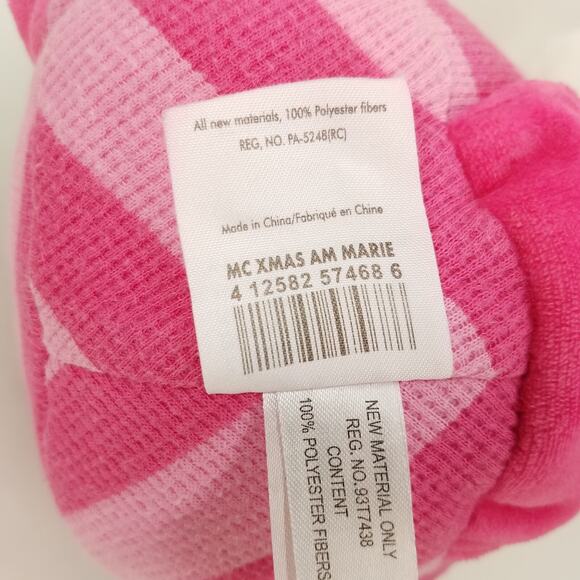 All new materials, 100% Polyester fibers
REG, NO. PA-5248(RC)
Made in China/Fabriqué en Chine
MC XMAS AM MARIE
4 12582 57468 6
NEW MATERIAL ONLY
REG. NO.93T7438
CONTENT
100% POLYESTER FIBERS